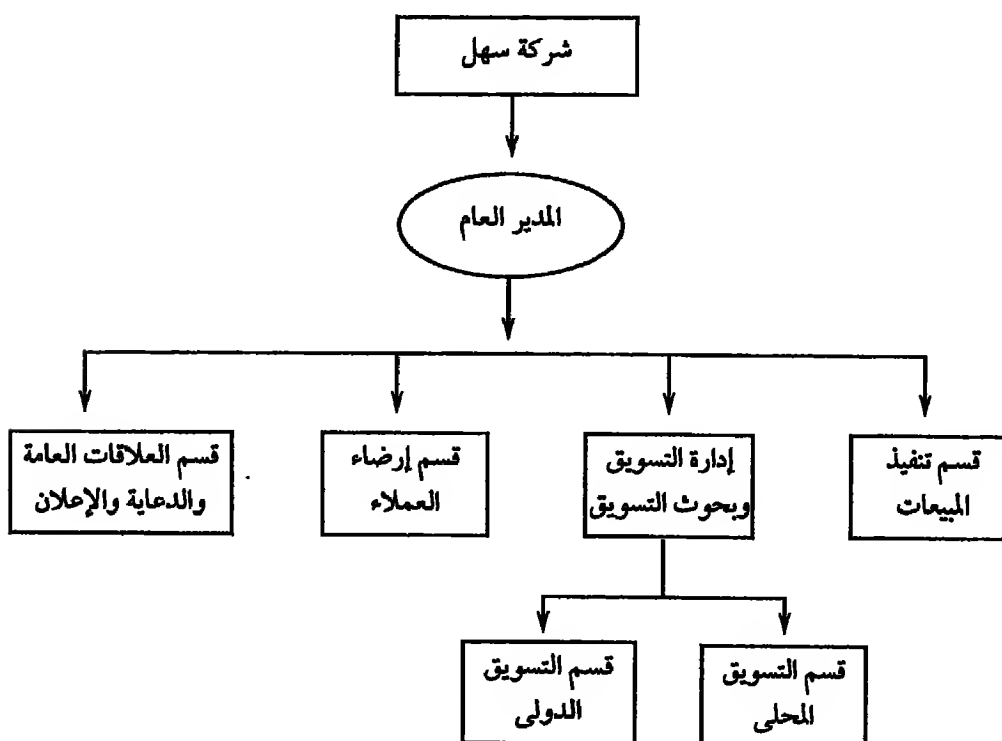 شركة سهل
المدير العام
قسم تنفيذ
المبيعات
إدارة التسويق
وبحوث التسويق
قسم إرضاء
العملاء
قسم العلاقات العامة
والدعاية والإعلان
قسم التسويق
المحلى
قسم التسويق
الدولى